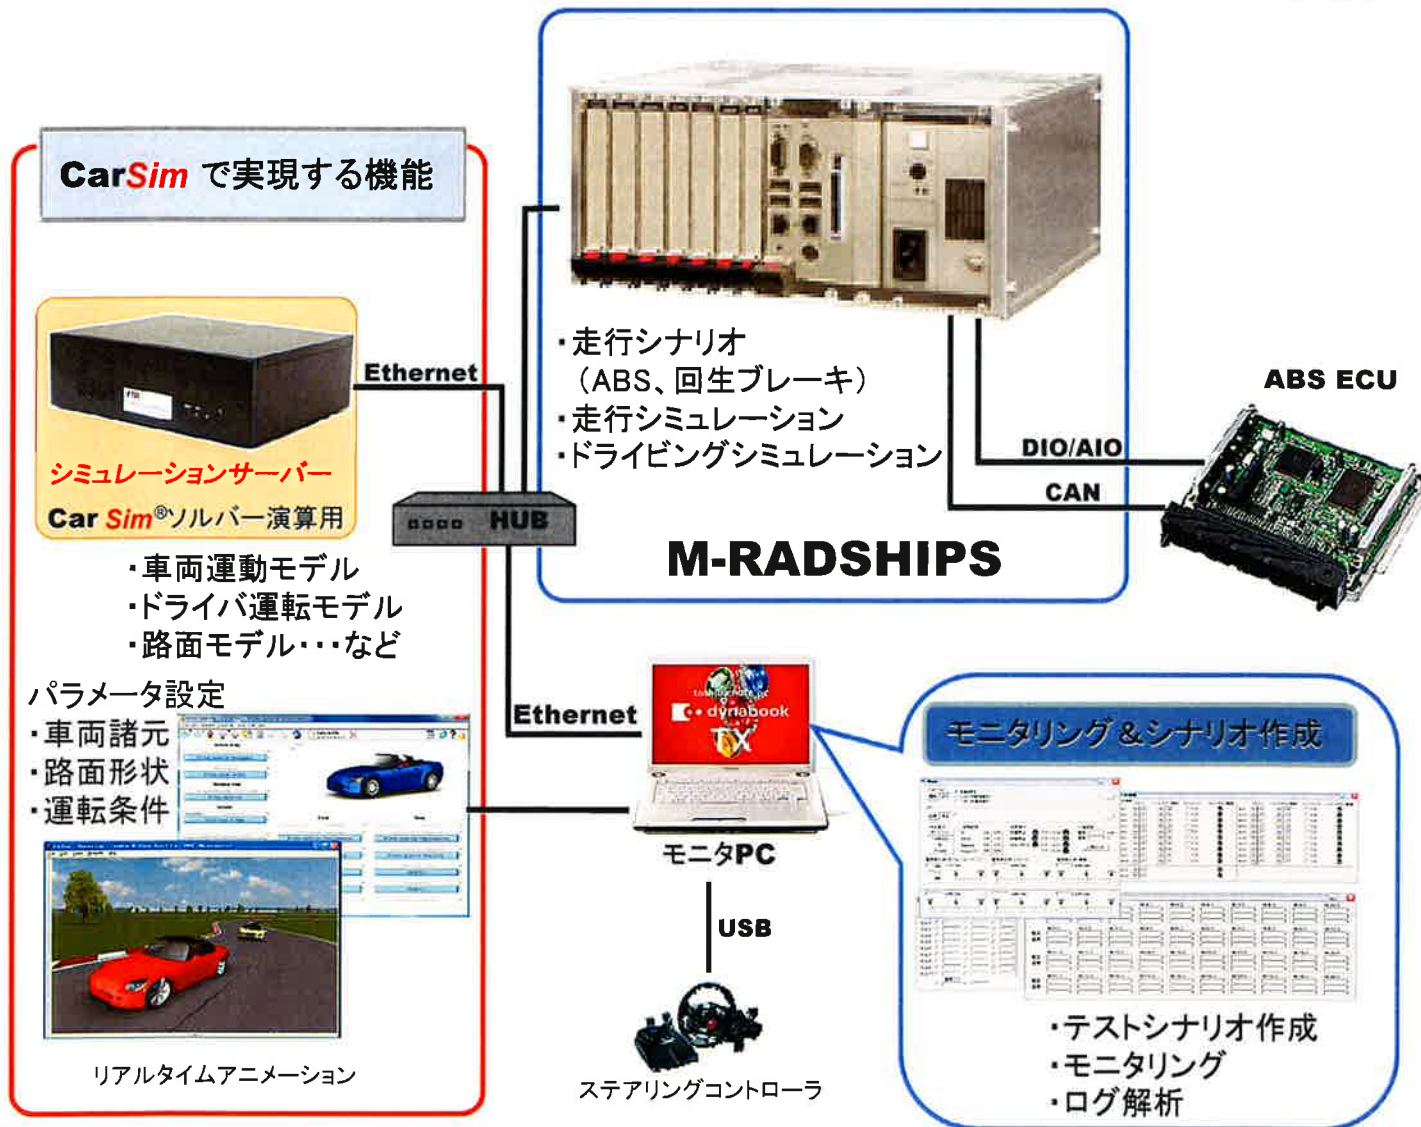 CarSim で実現する機能
Ethernet
シミュレーションサーバー
Car Sim®ソルバー演算用
・車両運動モデル
・ドライバ運転モデル
・路面モデル・・・など
パラメータ設定
・車両諸元
・路面形状
・運転条件
リアルタイムアニメーション
HUB
Ethernet
・走行シナリオ
（ABS、回生ブレーキ）
・走行シミュレーション
・ドライビングシミュレーション
M-RADSHIPS
DIO/AIO
CAN
ABS ECU
dynabook
TX
モニタPC
USB
ステアリングコントローラ
モニタリング&シナリオ作成
・テストシナリオ作成
・モニタリング
・ログ解析